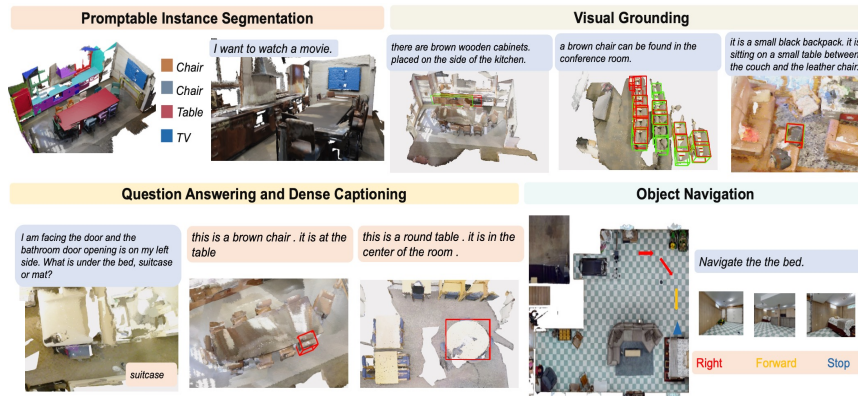 Promptable Instance Segmentation
I want to watch a movie.
Chair
Chair
Table
TV
Visual Grounding
there are brown wooden cabinets.
placed on the side of the kitchen.
a brown chair can be found in the
conference room.
it is a small black backpack. it is
sitting on a small table between
the couch and the leather chair.
Question Answering and Dense Captioning
I am facing the door and the
bathroom door opening is on my left
side. What is under the bed, suitcase
or mat?
suitcase
this is a brown chair . it is at the
table
this is a round table . it is in the
center of the room .
Object Navigation
Navigate the the bed.
Right
Forward
Stop